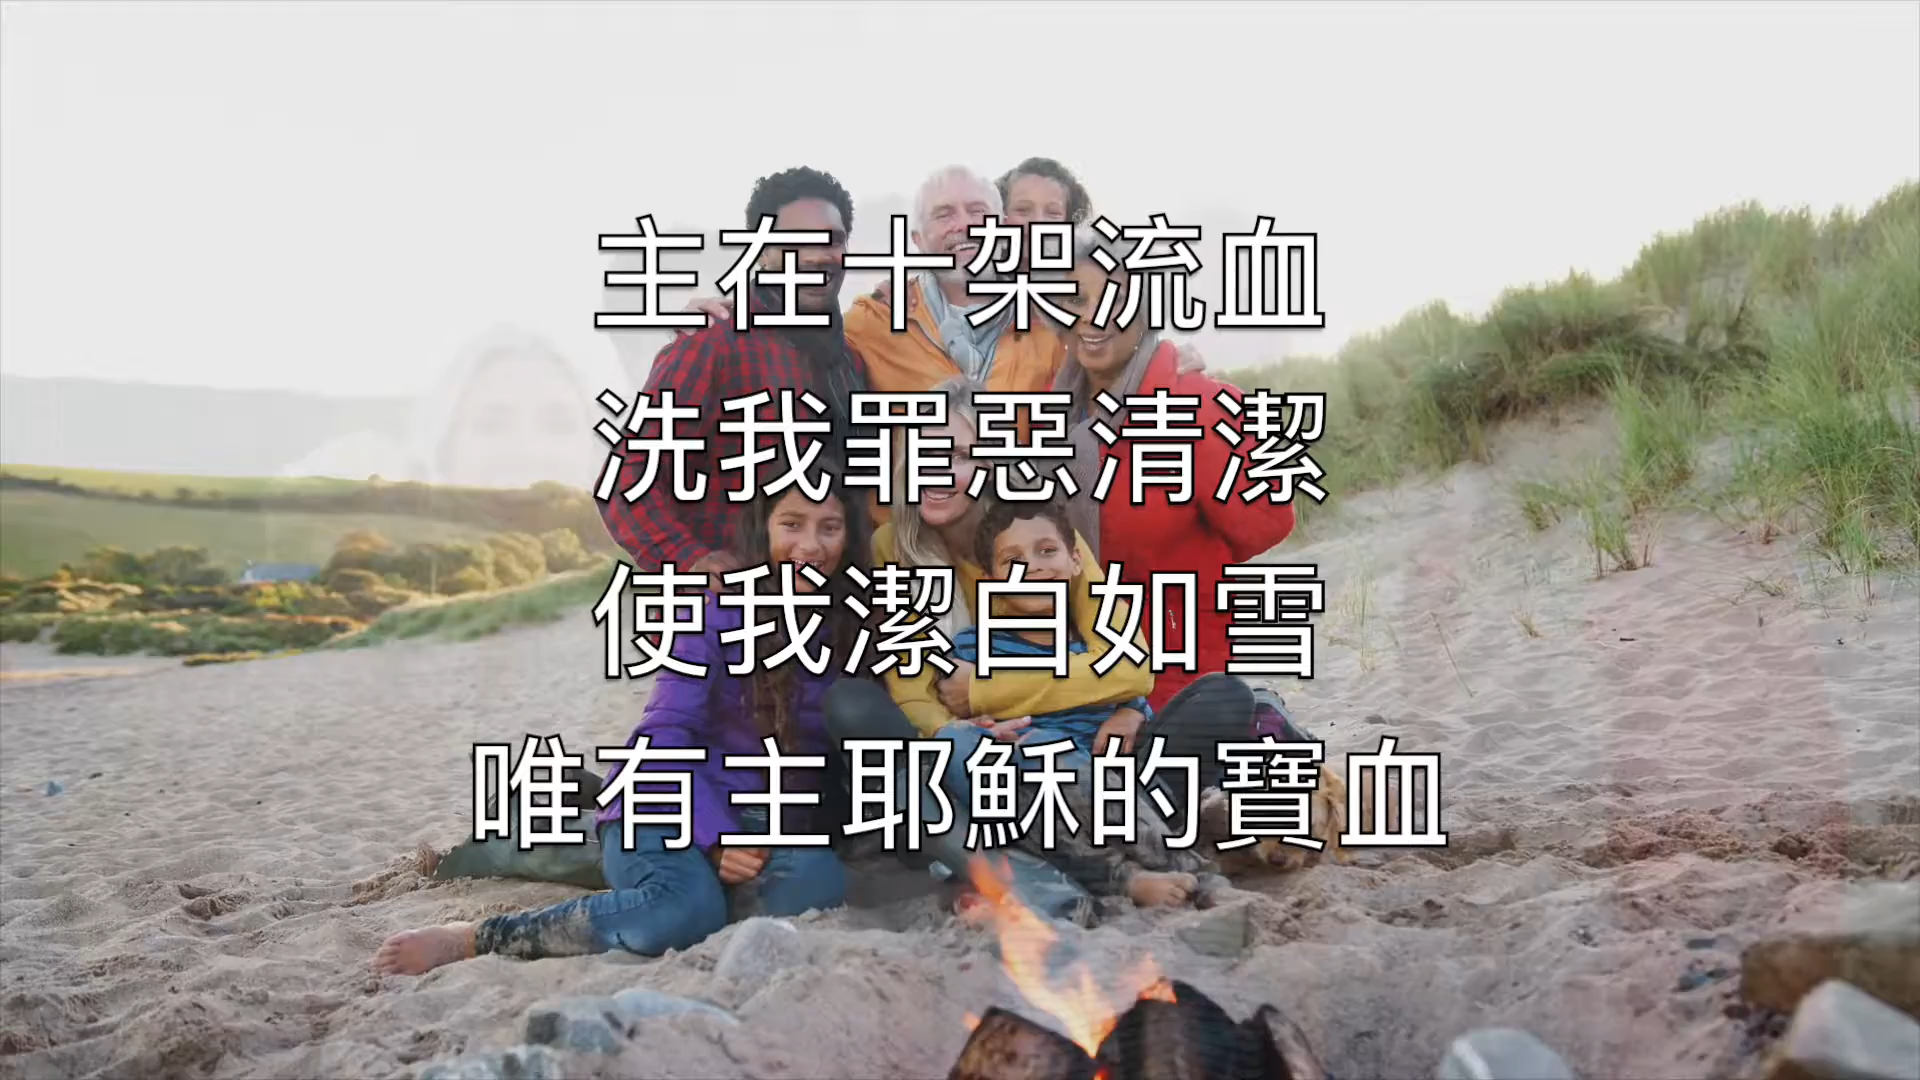 主在十架流血
洗我罪惡清潔
使我潔白如雪
唯有主耶穌的寶血